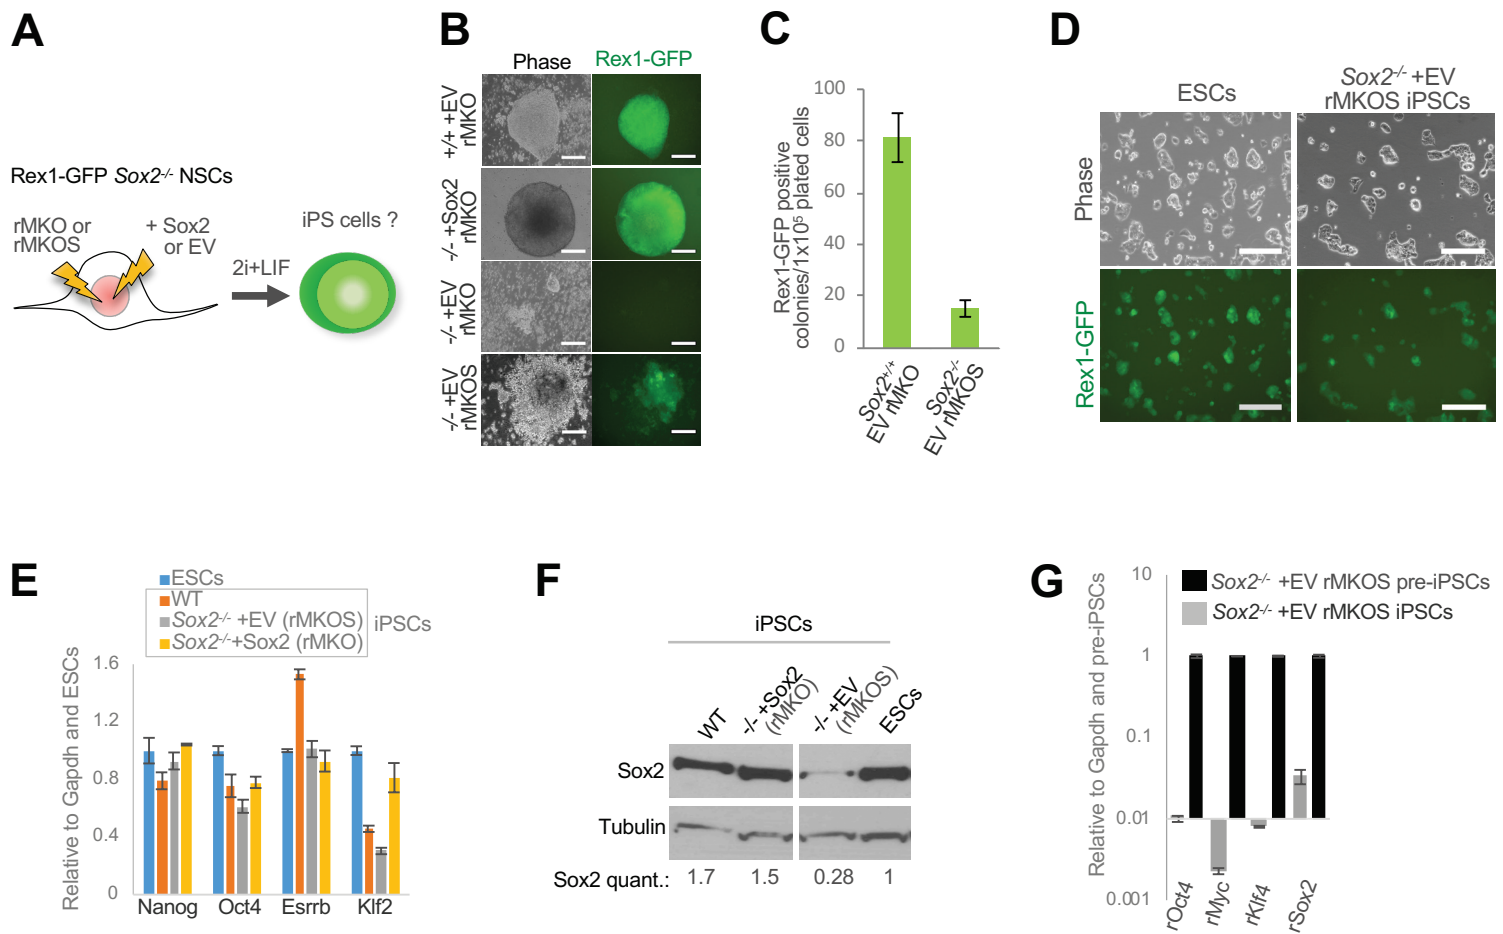 A
Rex1-GFP Sox2-/- NSCs
rMKO or
rMKOS
+ Sox2
or EV
2i+LIF
iPS cells ?
B
Phase
Rex1-GFP
+/+ +EV
rMKO
-/- +Sox2
rMKO
-/- +EV
rMKO
-/- +EV
rMKOS
C
Rex1-GFP positive
colonies/1x10⁵ plated cells
100
80
60
40
20
0
Sox2+/+
EV rMKO
Sox2-/-
EV rMKOS
D
ESCs
Sox2-/- +EV
rMKOS iPSCs
Phase
Rex1-GFP
E
ESCs
WT
Sox2-/- +EV (rMKOS)
Sox2-/-+Sox2 (rMKO)
iPSCs
Relative to Gapdh and ESCs
1.6
1.2
0.8
0.4
0
Nanog
Oct4
Esrrb
Klf2
F
iPSCs
WT
-/- +Sox2
(rMKO)
-/- +EV
(rMKOS)
ESCs
Sox2
Tubulin
Sox2 quant.: 1.7 1.5 0.28 1
G
Sox2-/- +EV rMKOS pre-iPSCs
Sox2-/- +EV rMKOS iPSCs
Relative to Gapdh and pre-iPSCs
10
1
0.1
0.01
0.001
rOct4
rMyc
rKlf4
rSox2